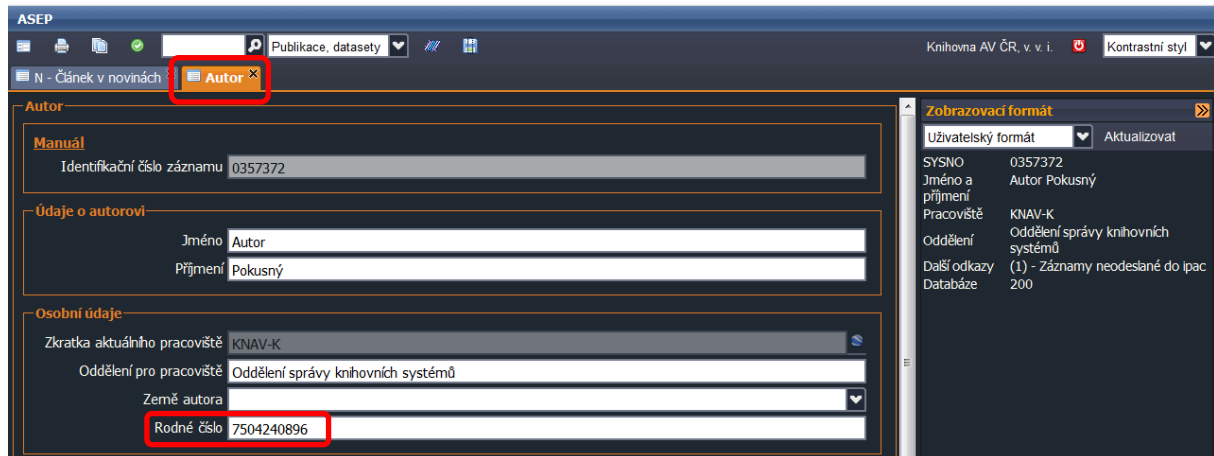 ASEP
Publikace, datasety
Knihovna AV ČR, v. v. i.
Kontrastní styl
N - Článek v novinách
Autor
Autor
Manuál
Identifikační číslo záznamu 0357372
Údaje o autorovi
Jméno Autor
Příjmení Pokusný
Osobní údaje
Zkratka aktuálního pracoviště KNAV-K
Oddělení pro pracoviště Oddělení správy knihovních systémů
Země autora
Rodné číslo 7504240896
Zobrazovací formát
Uživatelský formát Aktualizovat
SYSNO 0357372
Jméno a Autor Pokusný
příjmení
Pracoviště KNAV-K
Oddělení Oddělení správy knihovních
systémů
Další odkazy (1) - Záznamy neodeslané do ipac
Databáze 200